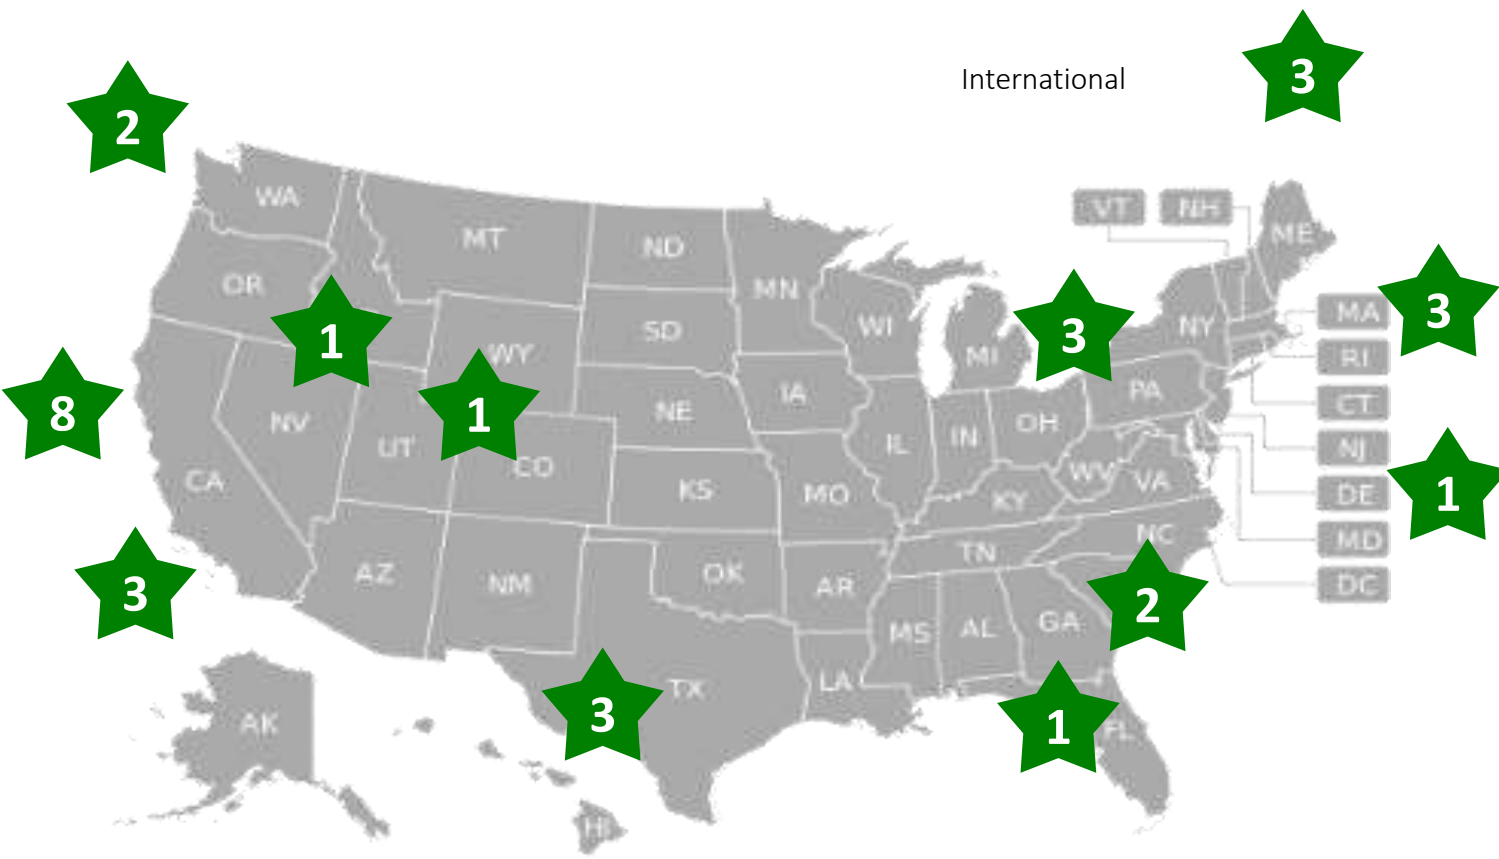 International
3
2
WA
MT
ND
MN
VT
NH
ME
OR
1
WY
SD
WI
MI
3
NY
MA
3
RI
8
NV
UT
1
CO
NE
IA
IL
IN
OH
PA
CT
NJ
CA
KS
MO
KY
WV
VA
DE
1
MD
3
AZ
NM
OK
AR
TN
NC
DC
2
MS
AL
GA
AK
3
TX
LA
1
FL
HI